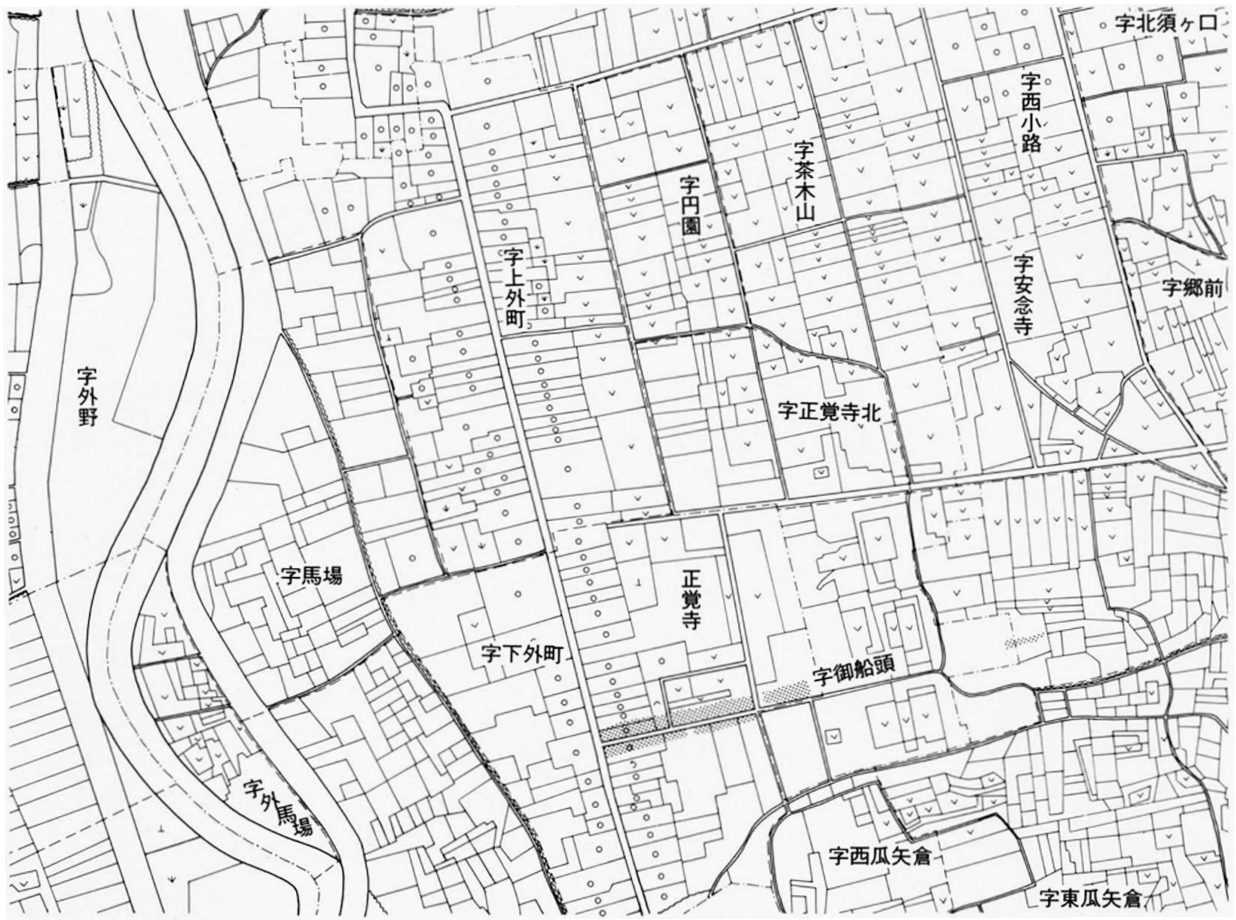 字北須ヶ口
字西小路
字茶木山
字円園
字上外町
字安念寺
字郷前
字外野
字正覚寺北
字馬場
正覚寺
字下外町
字御船頭
字外馬場
字西瓜矢倉
字東瓜矢倉